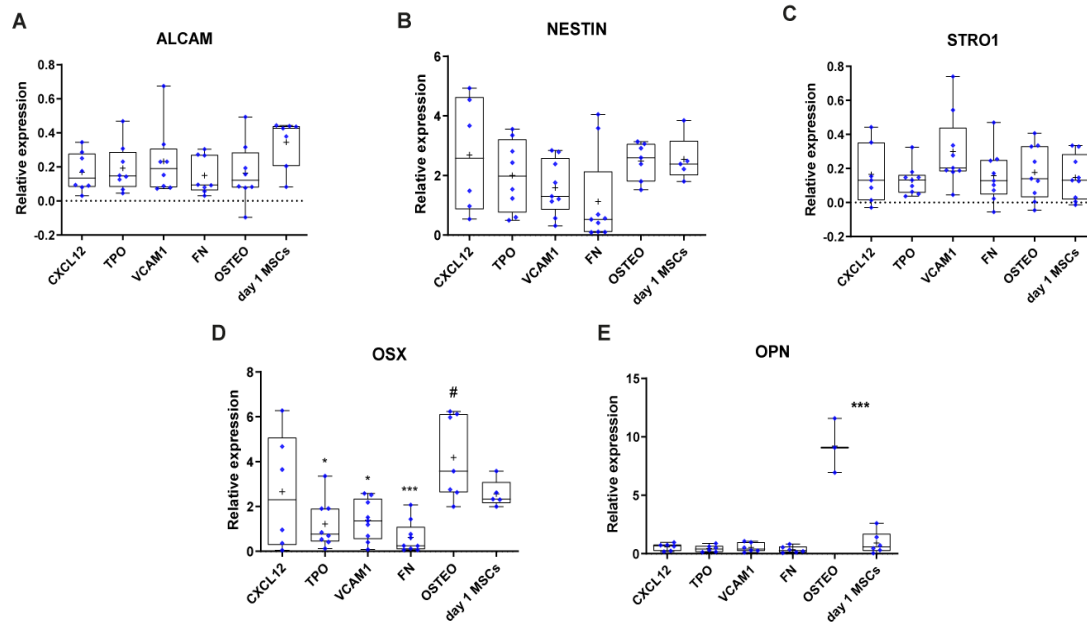 A
ALCAM
Relative expression
0.8
0.6
0.4
0.2
0.0
-0.2
CXCL12
TPO
VCAM1
FN
OSTEO
day 1 MSCs
B
NESTIN
Relative expression
6
4
2
0
CXCL12
TPO
VCAM1
FN
OSTEO
day 1 MSCs
C
STRO1
Relative expression
0.8
0.6
0.4
0.2
0.0
-0.2
CXCL12
TPO
VCAM1
FN
OSTEO
day 1 MSCs
D
OSX
Relative expression
8
6
4
2
0
*
*
***
#
CXCL12
TPO
VCAM1
FN
OSTEO
day 1 MSCs
E
OPN
Relative expression
15
10
5
0
***
CXCL12
TPO
VCAM1
FN
OSTEO
day 1 MSCs